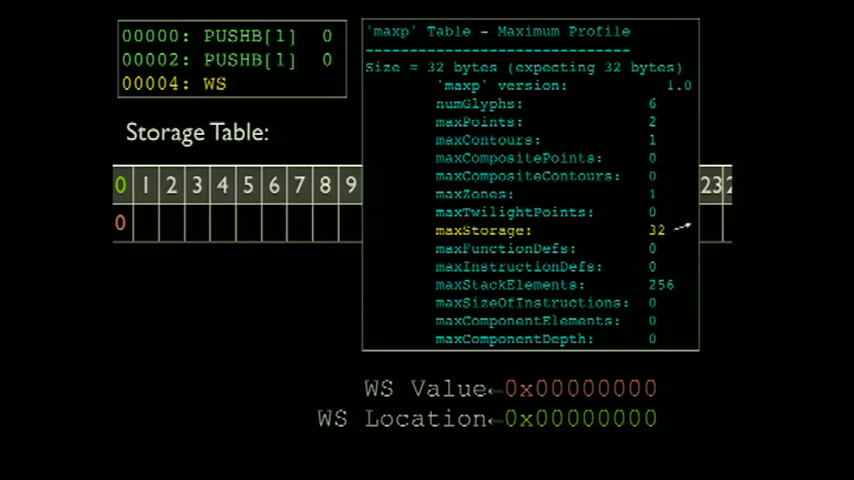 00000: PUSHB[1] 0
00002: PUSHB[1] 0
00004: WS
Storage Table:
0 1 2 3 4 5 6 7 8 9
0
'maxp' Table - Maximum Profile
------------------------------
Size = 32 bytes (expecting 32 bytes)
'maxp' version: 1.0
numGlyphs: 6
maxPoints: 2
maxContours: 1
maxCompositePoints: 0
maxCompositeContours: 0
maxZones: 1
maxTwilightPoints: 0
maxStorage: 32
maxFunctionDefs: 0
maxInstructionDefs: 0
maxStackElements: 256
maxSizeOfInstructions: 0
maxComponentElements: 0
maxComponentDepth: 0
23
WS Value←0x00000000
WS Location←0x00000000